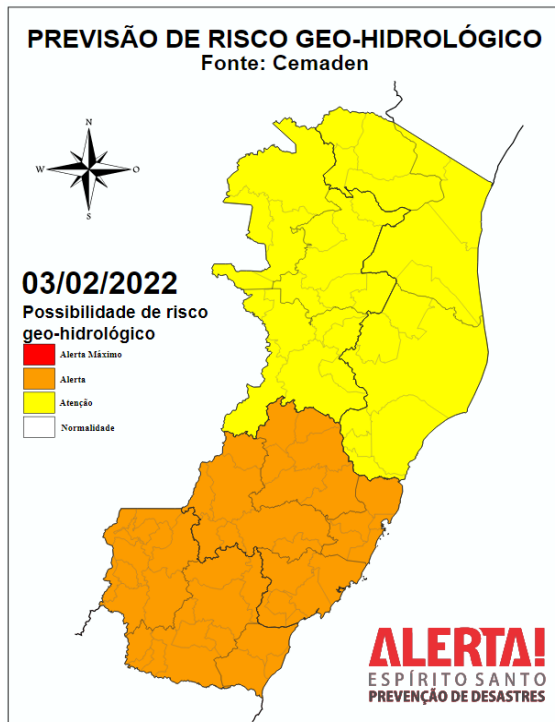 PREVISÃO DE RISCO GEO-HIDROLÓGICO
Fonte: Cemaden
N
W
O
S
03/02/2022
Possibilidade de risco
geo-hidrológico
Alerta Máximo
Alerta
Atenção
Normalidade
ALERTA!
ESPÍRITO SANTO
PREVENÇÃO DE DESASTRES